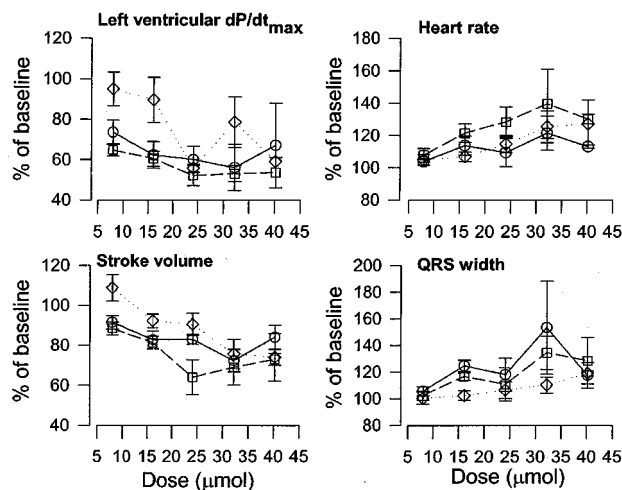 Left ventricular dP/dtmax
% of baseline
120
100
80
60
40
5 10 15 20 25 30 35 40 45
Heart rate
% of baseline
180
160
140
120
100
80
5 10 15 20 25 30 35 40 45
Stroke volume
% of baseline
120
100
80
60
40
5 10 15 20 25 30 35 40 45
Dose (μmol)
QRS width
% of baseline
200
180
160
140
120
100
80
5 10 15 20 25 30 35 40 45
Dose (μmol)